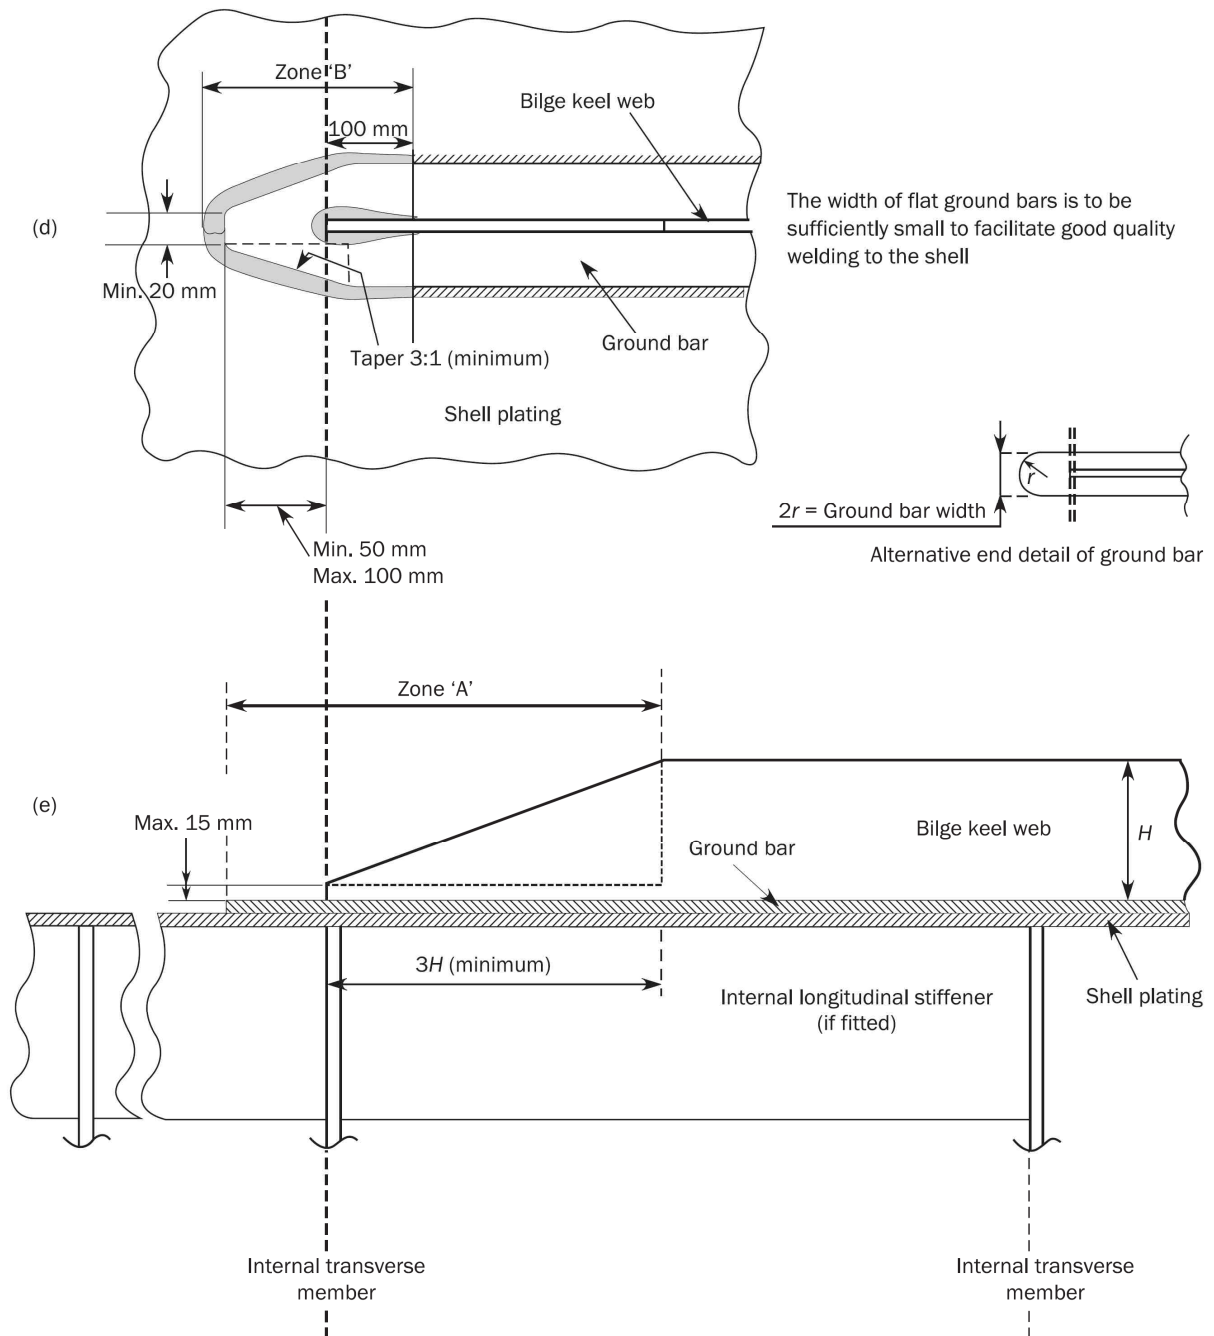 Zone ‘B’
Bilge keel web
100 mm
(d)
The width of flat ground bars is to be
sufficiently small to facilitate good quality
welding to the shell
Min. 20 mm
Ground bar
Taper 3:1 (minimum)
Shell plating
r
2r = Ground bar width
Alternative end detail of ground bar
Min. 50 mm
Max. 100 mm
Zone ‘A’
(e)
Max. 15 mm
Bilge keel web
H
Ground bar
3H (minimum)
Internal longitudinal stiffener
(if fitted)
Shell plating
Internal transverse
member
Internal transverse
member